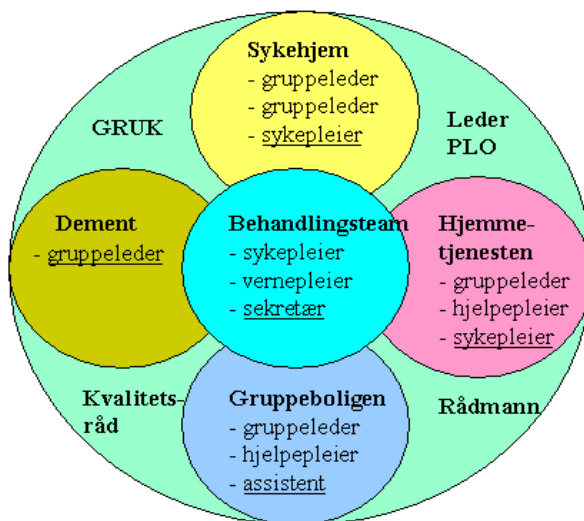 Sykehjem
- gruppeleder
- gruppeleder
- sykepleier
GRUK
Leder
PLO
Dement
- gruppeleder
Behandlingsteam
- sykepleier
- vernepleier
- sekretær
Hjemme-
tjenesten
- gruppeleder
- hjelpepleier
- sykepleier
Kvalitets-
råd
Gruppeboligen
- gruppeleder
- hjelpepleier
- assistent
Rådmann